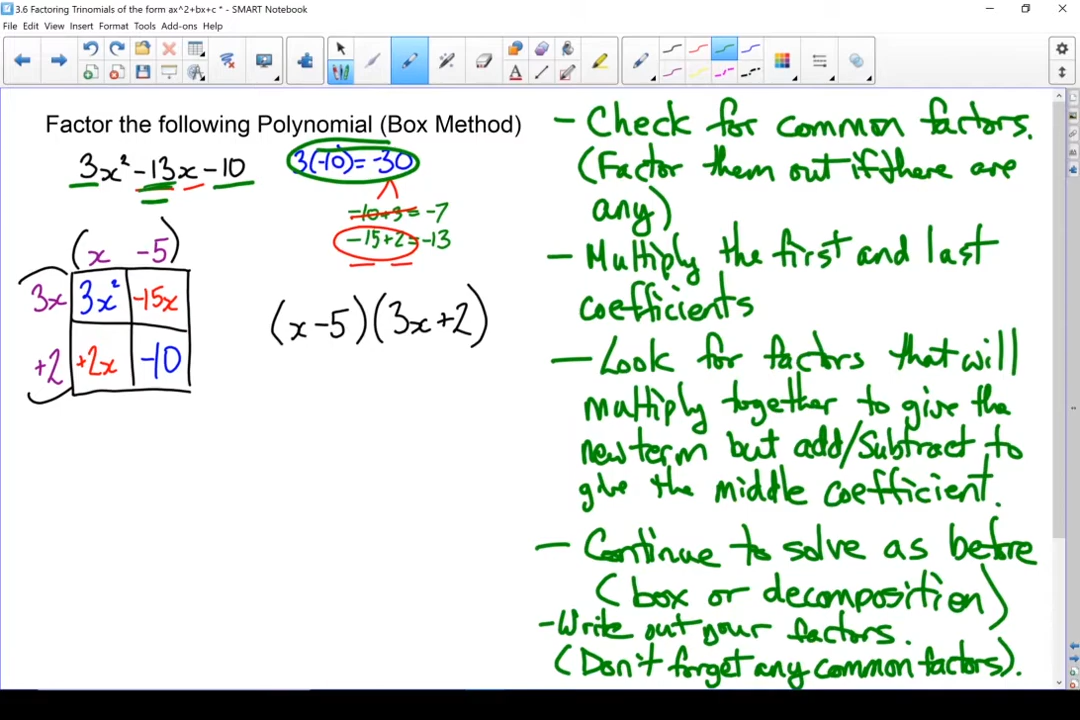 3.6 Factoring Trinomials of the form ax^2+bx+c * - SMART Notebook
File Edit View Insert Format Tools Add-ons Help
Factor the following Polynomial (Box Method)
3x² -13x -10
3(-10) = -30
-10+3 = -7
-15+2 = -13
(x -5)
3x 3x² -15x
+2 +2x -10
(x-5)(3x+2)
- Check for common factors.
(Factor them out if there are
any)
- Multiply the first and last
coefficients
- Look for factors that will
multiply together to give the
new term but add/subtract to
give the middle coefficient.
- Continue to solve as before
(box or decomposition)
- Write out your factors.
(Don't forget any common factors).